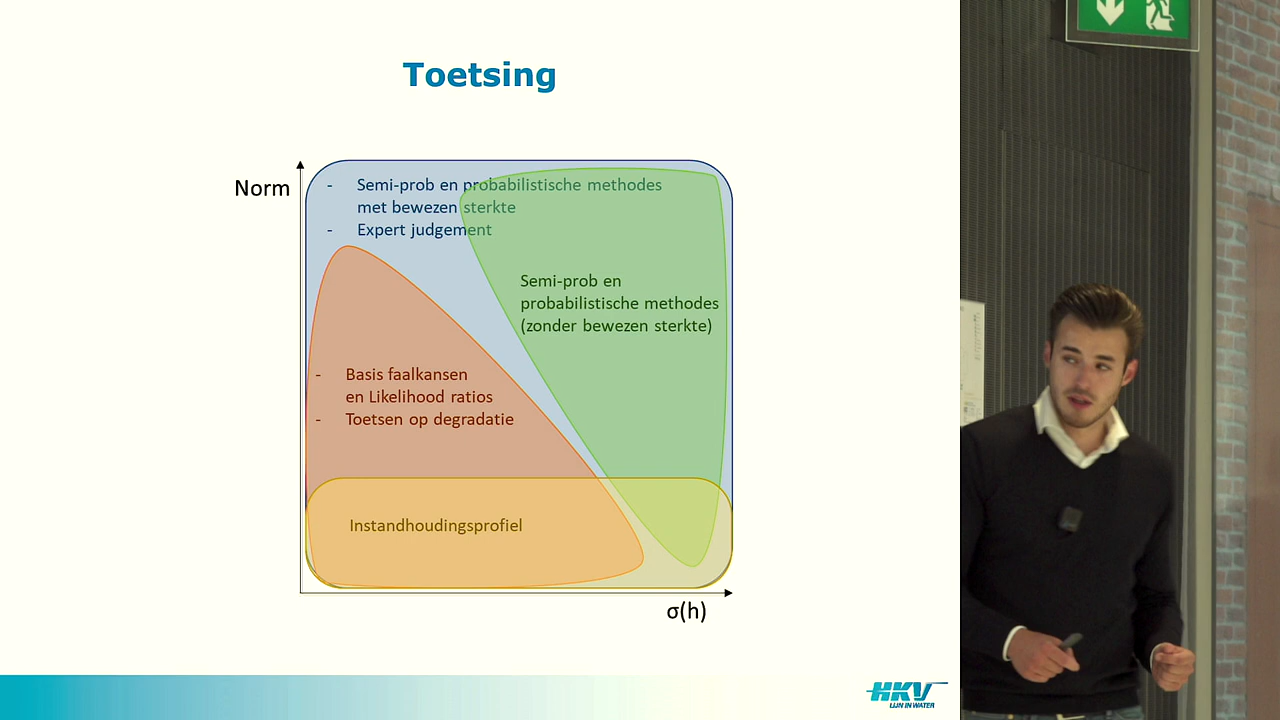 Toetsing
Norm
- Semi-prob en probabilistische methodes
met bewezen sterkte
- Expert judgement
Semi-prob en
probabilistische methodes
(zonder bewezen sterkte)
- Basis faalkansen
en Likelihood ratios
- Toetsen op degradatie
Instandhoudingsprofiel
σ(h)
HKV
LIJN IN WATER